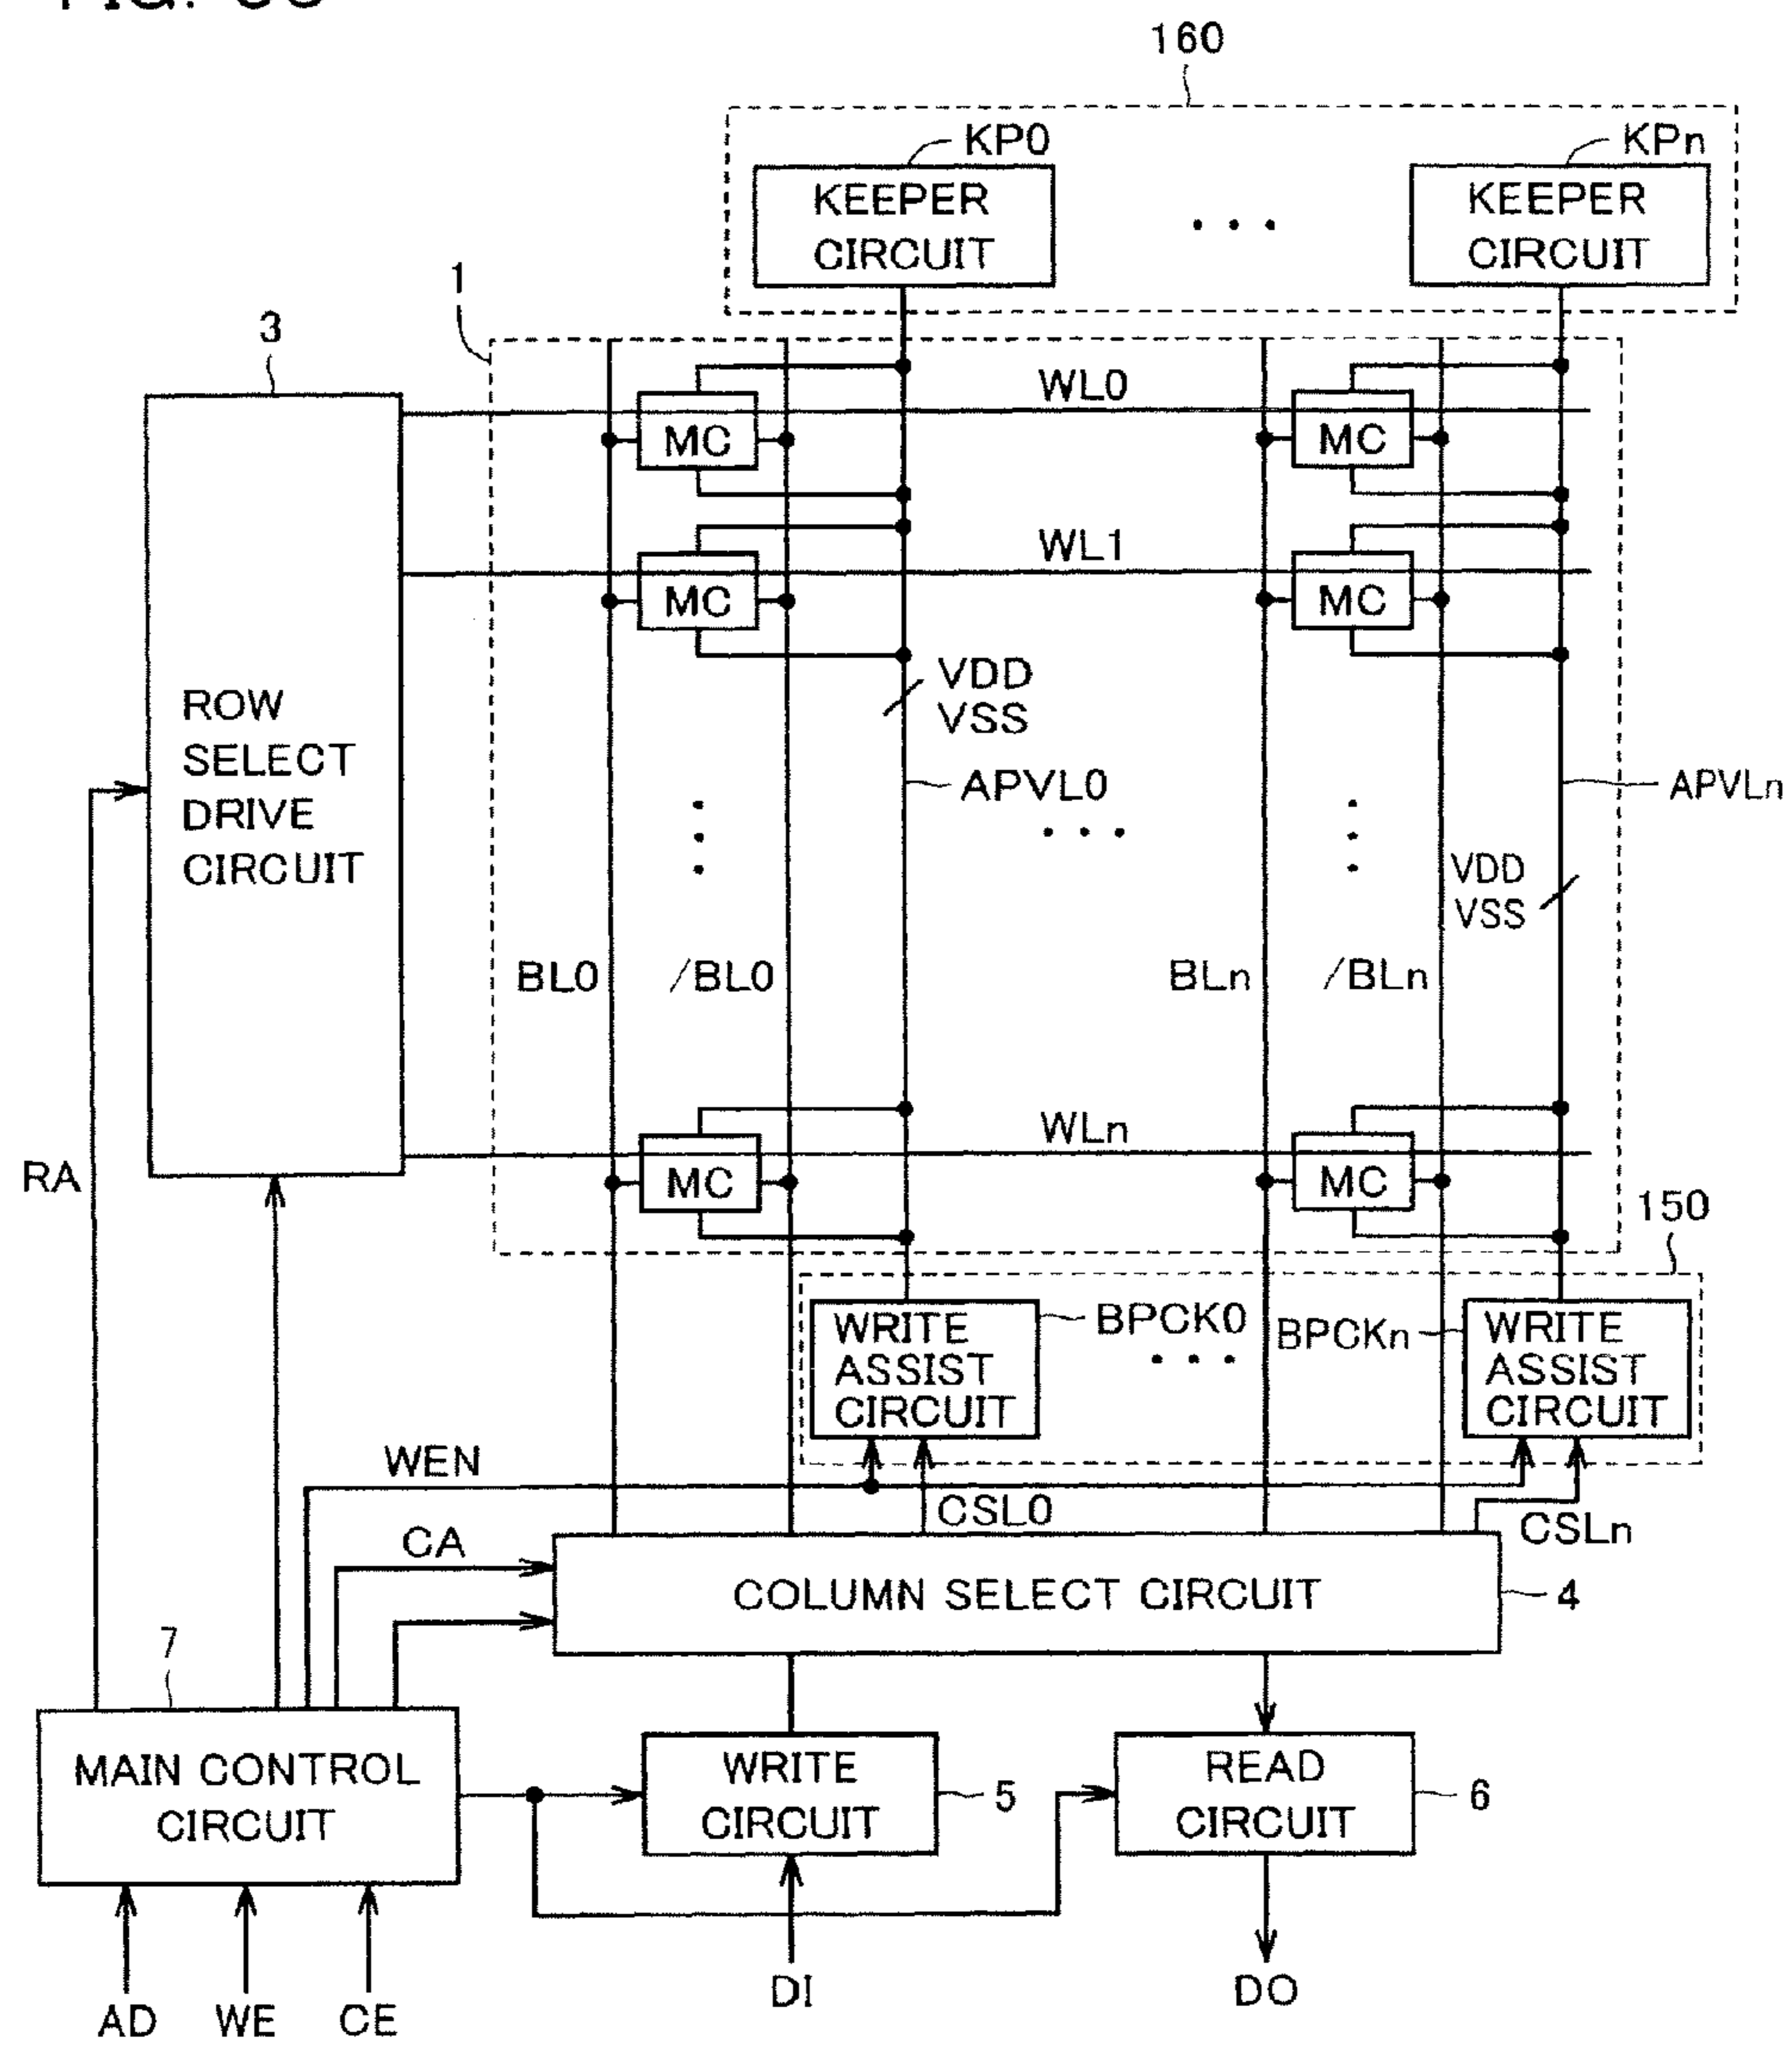 160
KP0
KPn
KEEPER
CIRCUIT
KEEPER
CIRCUIT
1
3
WL0
MC
MC
WL1
MC
MC
VDD
VSS
ROW
SELECT
DRIVE
CIRCUIT
APVL0
APVLn
VDD
VSS
BL0
/BL0
BLn
/BLn
WLn
RA
MC
MC
150
WRITE
ASSIST
CIRCUIT
BPCK0
BPCKn
WRITE
ASSIST
CIRCUIT
WEN
CSL0
CSLn
CA
COLUMN SELECT CIRCUIT
4
7
MAIN CONTROL
CIRCUIT
WRITE
CIRCUIT
5
READ
CIRCUIT
6
AD
WE
CE
DI
DO